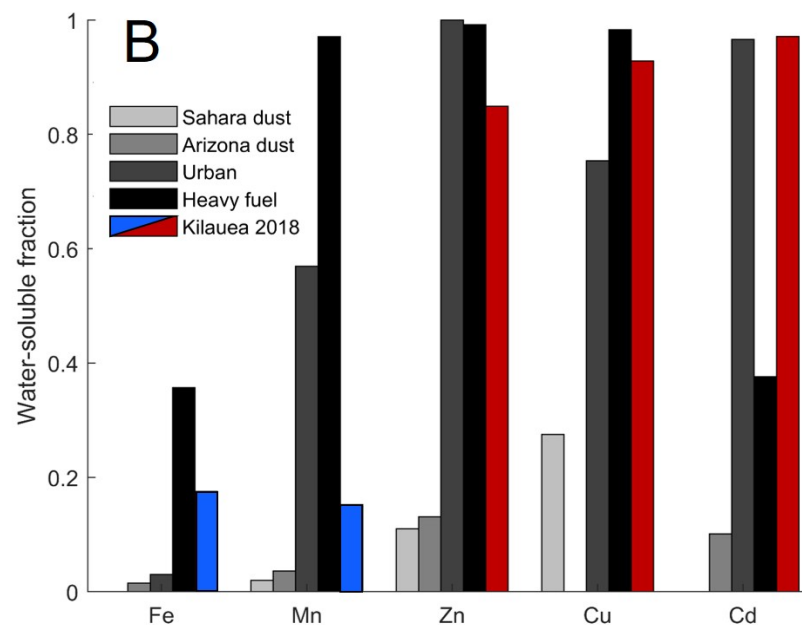 B
Water-soluble fraction
1
0.8
0.6
0.4
0.2
0
Sahara dust
Arizona dust
Urban
Heavy fuel
Kilauea 2018
Fe Mn Zn Cu Cd